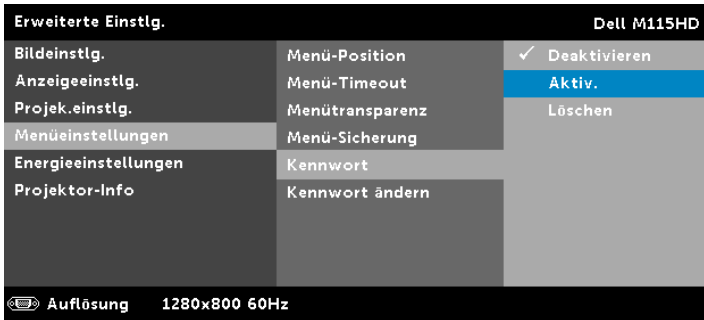 Erweiterte Einstlg.
Dell M115HD
Bildeinstlg.
Anzeigeeinstlg.
Projek.einstlg.
Menüeinstellungen
Energieeinstellungen
Projektor-Info
Menü-Position
Menü-Timeout
Menütransparenz
Menü-Sicherung
Kennwort
Kennwort ändern
✓ Deaktivieren
Aktiv.
Löschen
Auflösung 1280x800 60Hz